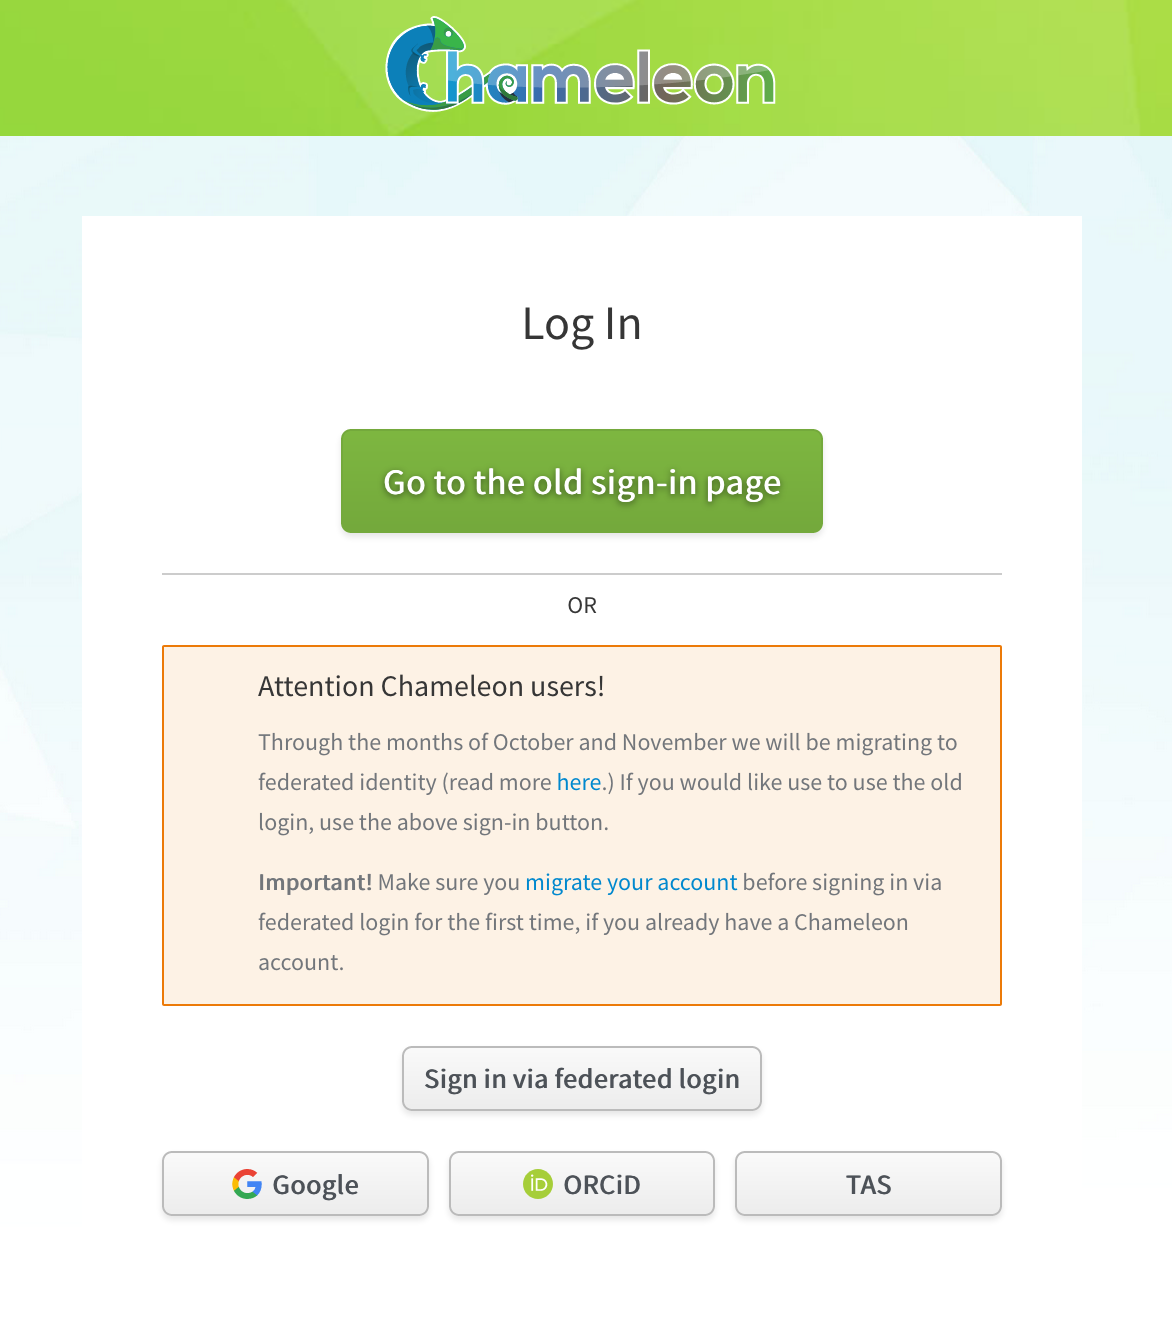 Chameleon
Log In
Go to the old sign-in page
OR
Attention Chameleon users!
Through the months of October and November we will be migrating to
federated identity (read more here.) If you would like use to use the old
login, use the above sign-in button.
Important! Make sure you migrate your account before signing in via
federated login for the first time, if you already have a Chameleon
account.
Sign in via federated login
Google
iD ORCiD
TAS